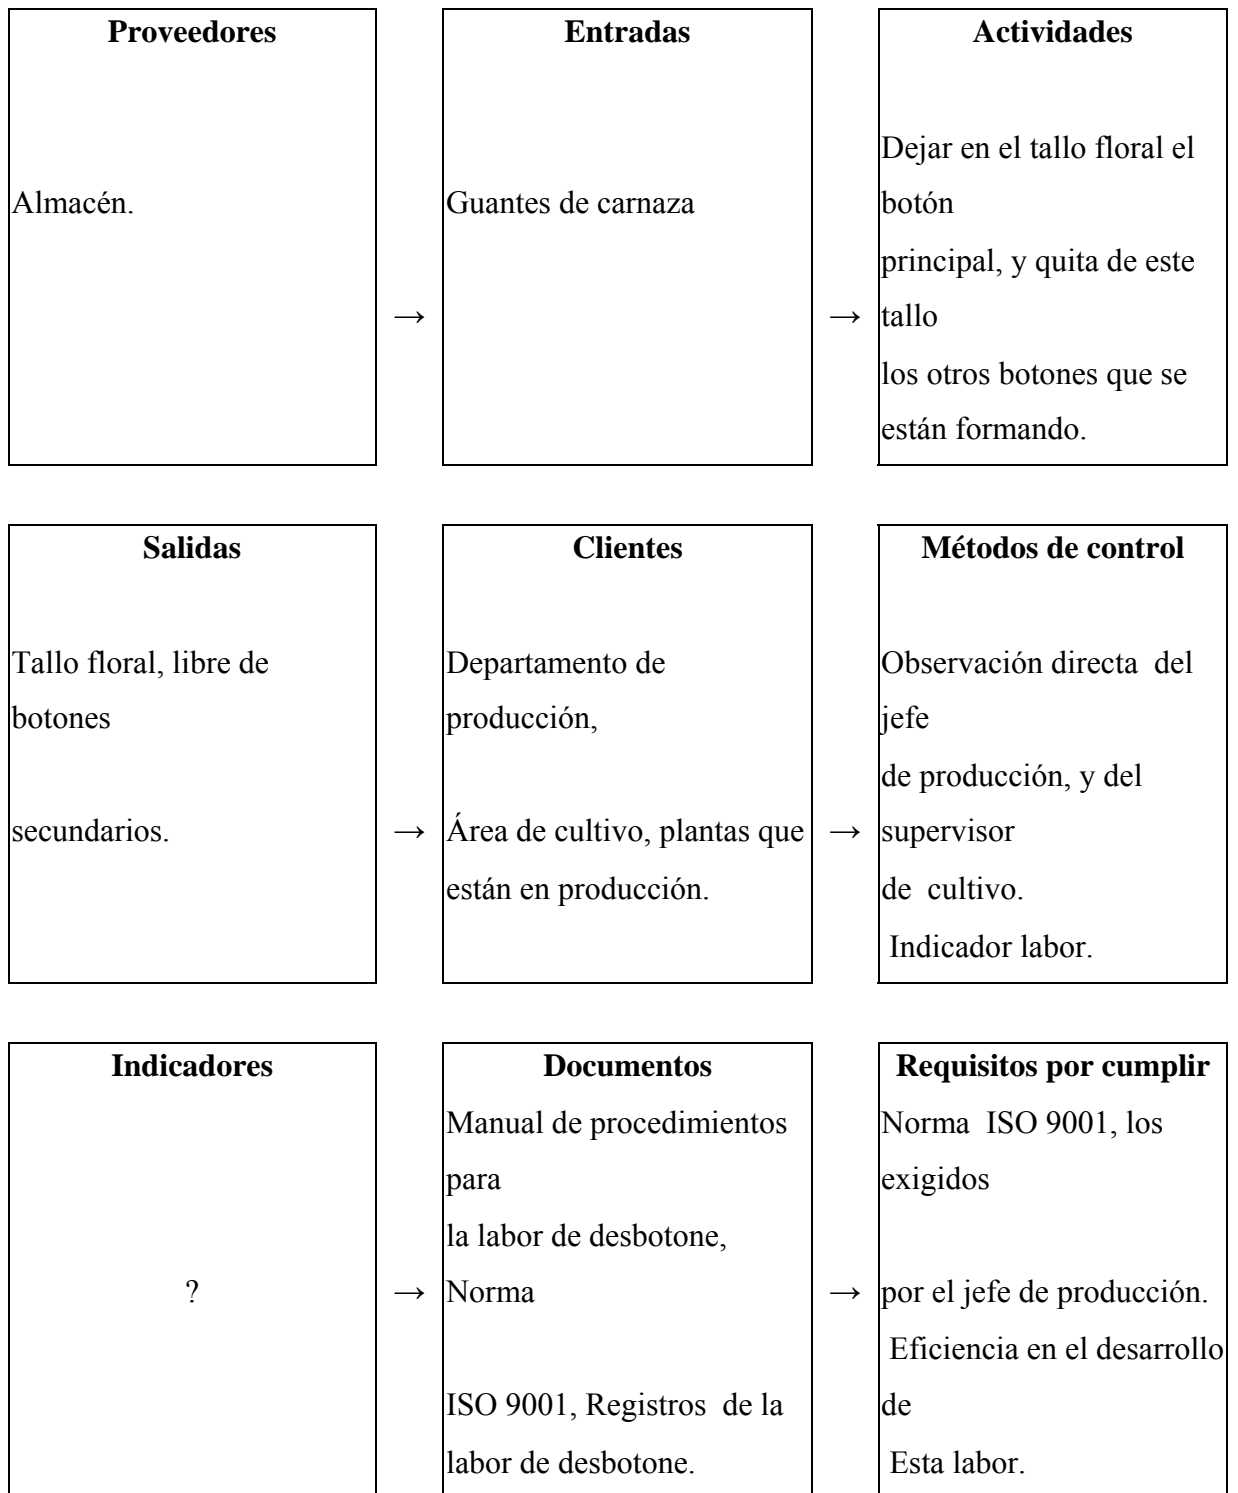 Proveedores
Almacén.
→
Entradas
Guantes de carnaza
→
Actividades
Dejar en el tallo floral el
botón
principal, y quita de este
tallo
los otros botones que se
están formando.
Salidas
Tallo floral, libre de
botones
secundarios.
→
Clientes
Departamento de
producción,
Área de cultivo, plantas que
están en producción.
→
Métodos de control
Observación directa  del
jefe
de producción, y del
supervisor
de  cultivo.
Indicador labor.
Indicadores
?
→
Documentos
Manual de procedimientos
para
la labor de desbotone,
Norma
ISO 9001, Registros  de la
labor de desbotone.
→
Requisitos por cumplir
Norma  ISO 9001, los
exigidos
por el jefe de producción.
Eficiencia en el desarrollo
de
Esta labor.